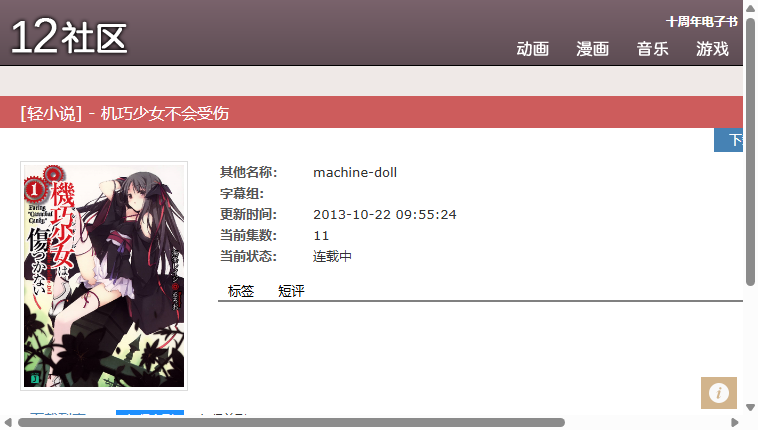 12社区
十周年电子书
动画 漫画 音乐 游戏
[轻小说] - 机巧少女不会受伤
下载
1
機巧少女は
傷つかない
Facing
"Cannibal
Candy"
其他名称： machine-doll
字幕组：
更新时间： 2013-10-22 09:55:24
当前集数： 11
当前状态： 连载中
标签 短评